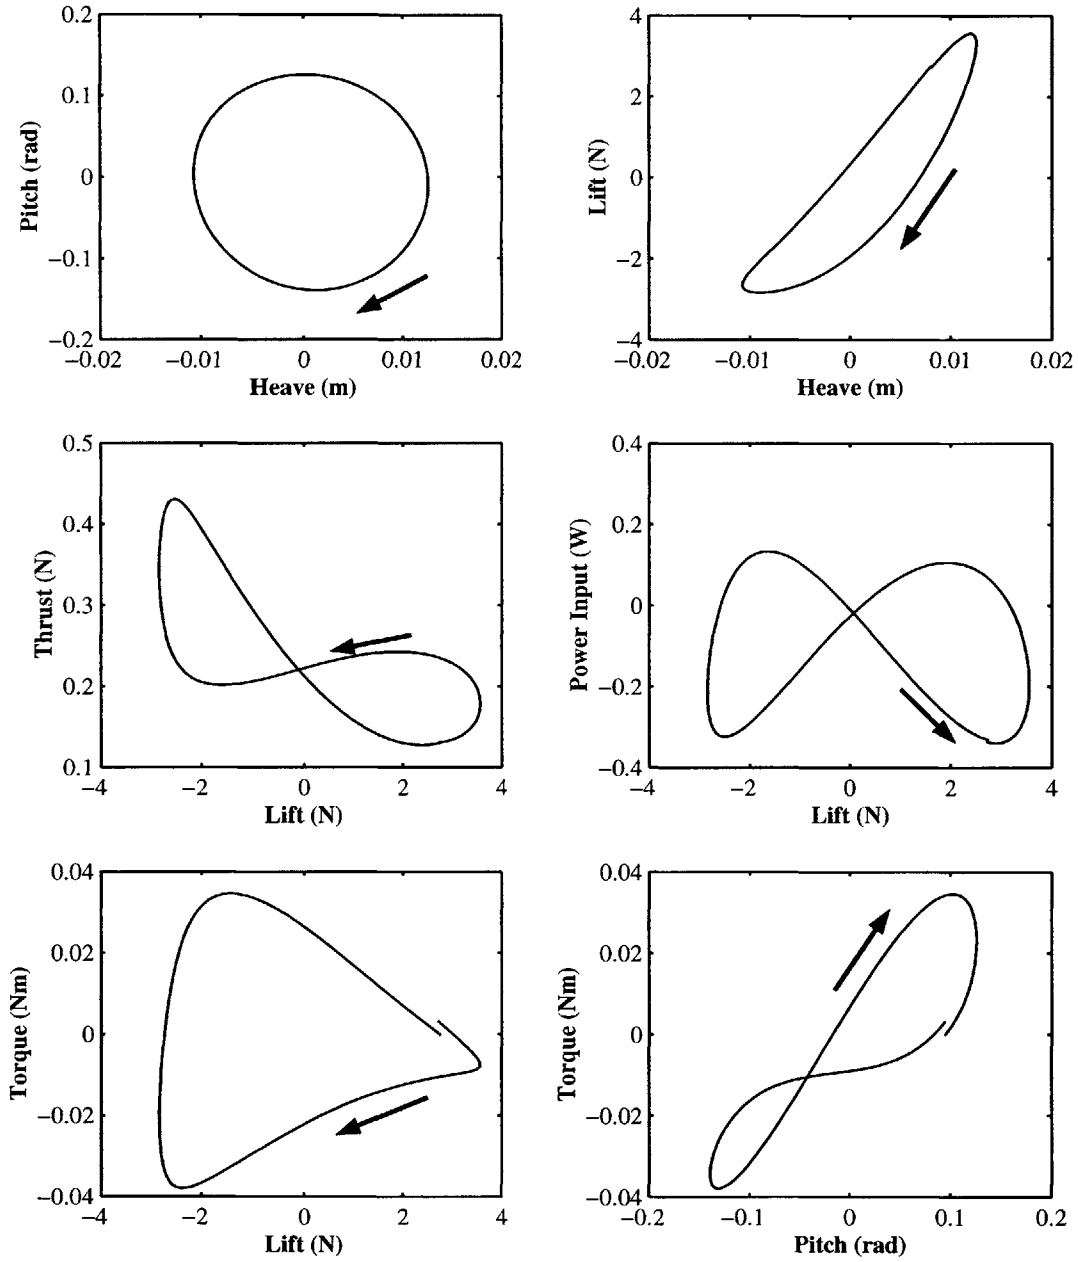 0.2
0.1
0
−0.1
−0.2
Pitch (rad)
−0.02 −0.01 0 0.01 0.02
Heave (m)
4
2
0
−2
−4
Lift (N)
−0.02 −0.01 0 0.01 0.02
Heave (m)
0.5
0.4
0.3
0.2
0.1
Thrust (N)
−4 −2 0 2 4
Lift (N)
0.4
0.2
0
−0.2
−0.4
Power Input (W)
−4 −2 0 2 4
Lift (N)
0.04
0.02
0
−0.02
−0.04
Torque (Nm)
−4 −2 0 2 4
Lift (N)
0.04
0.02
0
−0.02
−0.04
Torque (Nm)
−0.2 −0.1 0 0.1 0.2
Pitch (rad)